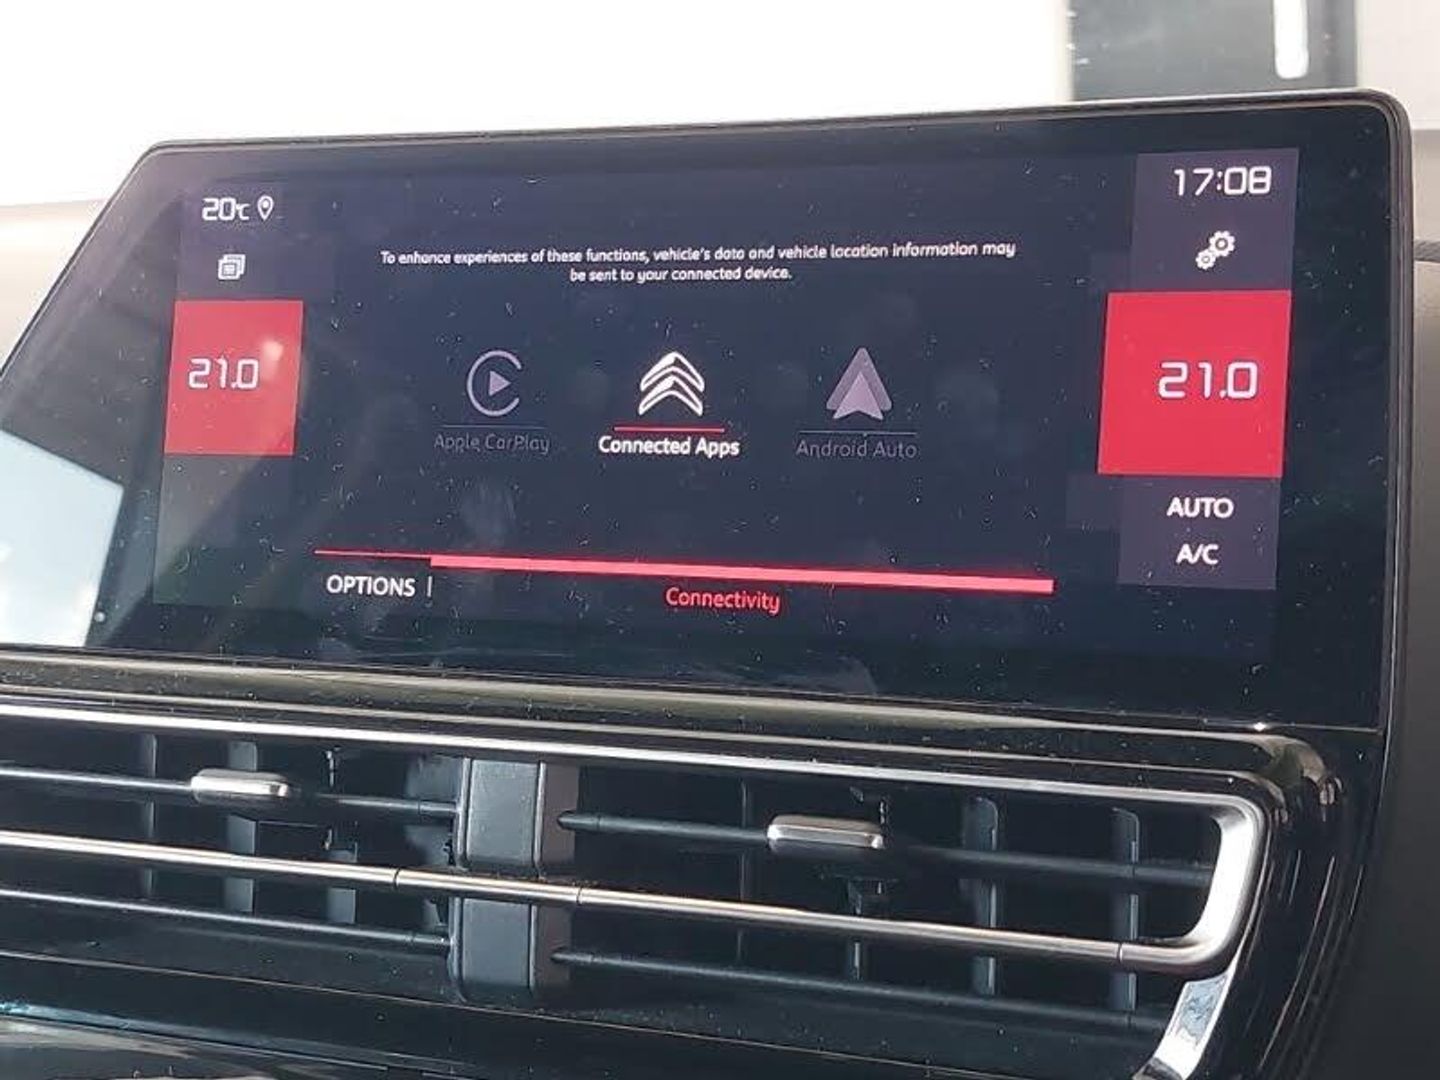 20°C
17:08
To enhance experiences of these functions, vehicle's data and vehicle location information may
be sent to your connected device.
21.0
21.0
Apple CarPlay
Connected Apps
Android Auto
AUTO
A/C
OPTIONS
Connectivity